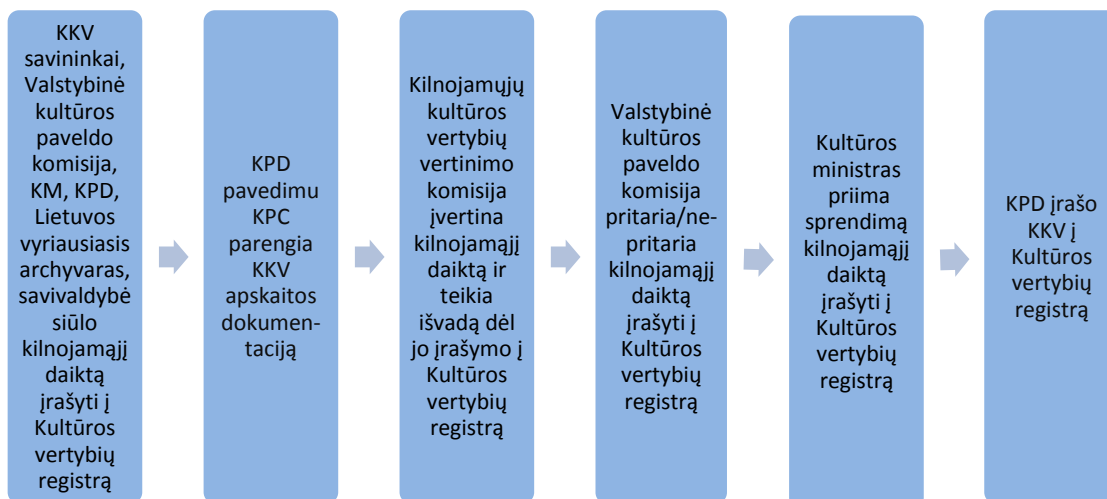 KKV
savininkai,
Valstybinė
kultūros
paveldo
komisija,
KM, KPD,
Lietuvos
vyriausiasis
archyvaras,
savivaldybė
siūlo
kilnojamąjį
daiktą
įrašyti į
Kultūros
vertybių
registrą
KPD
pavedimu
KPC
parengia
KKV
apskaitos
dokumen-
taciją
Kilnojamųjų
kultūros
vertybių
vertinimo
komisija
įvertina
kilnojamąjį
daiktą ir
teikia
išvadą dėl
jo įrašymo į
Kultūros
vertybių
registrą
Valstybinė
kultūros
paveldo
komisija
pritaria/ne-
pritaria
kilnojamąjį
daiktą
įrašyti į
Kultūros
vertybių
registrą
Kultūros
ministras
priima
sprendimą
kilnojamąjį
daiktą
įrašyti į
Kultūros
vertybių
registrą
KPD įrašo
KKV į
Kultūros
vertybių
registrą